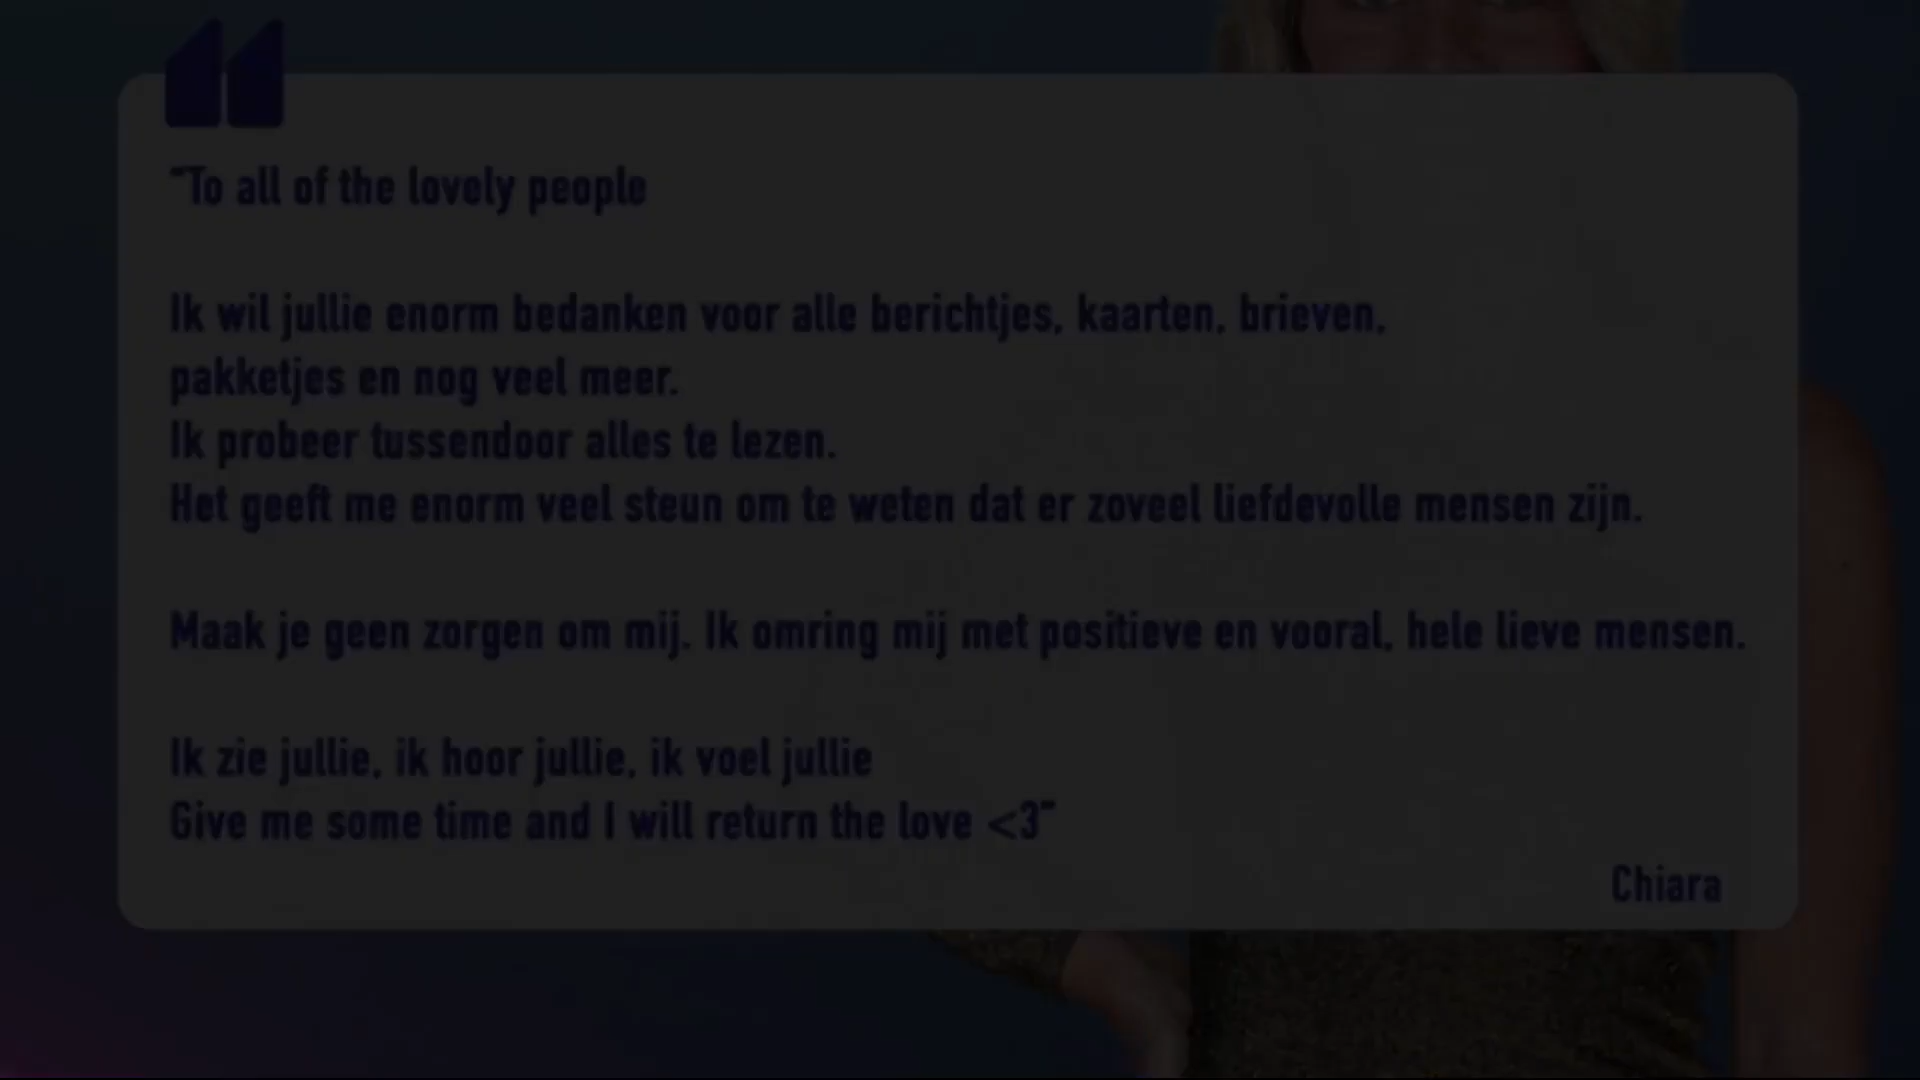 "To all of the lovely people
Ik wil jullie enorm bedanken voor alle berichtjes, kaarten, brieven,
pakketjes en nog veel meer.
Ik probeer tussendoor alles te lezen.
Het geeft me enorm veel steun om te weten dat er zoveel liefdevolle mensen zijn.
Maak je geen zorgen om mij. Ik omring mij met positieve en vooral, hele lieve mensen.
Ik zie jullie, ik hoor jullie, ik voel jullie
Give me some time and I will return the love <3"
Chiara